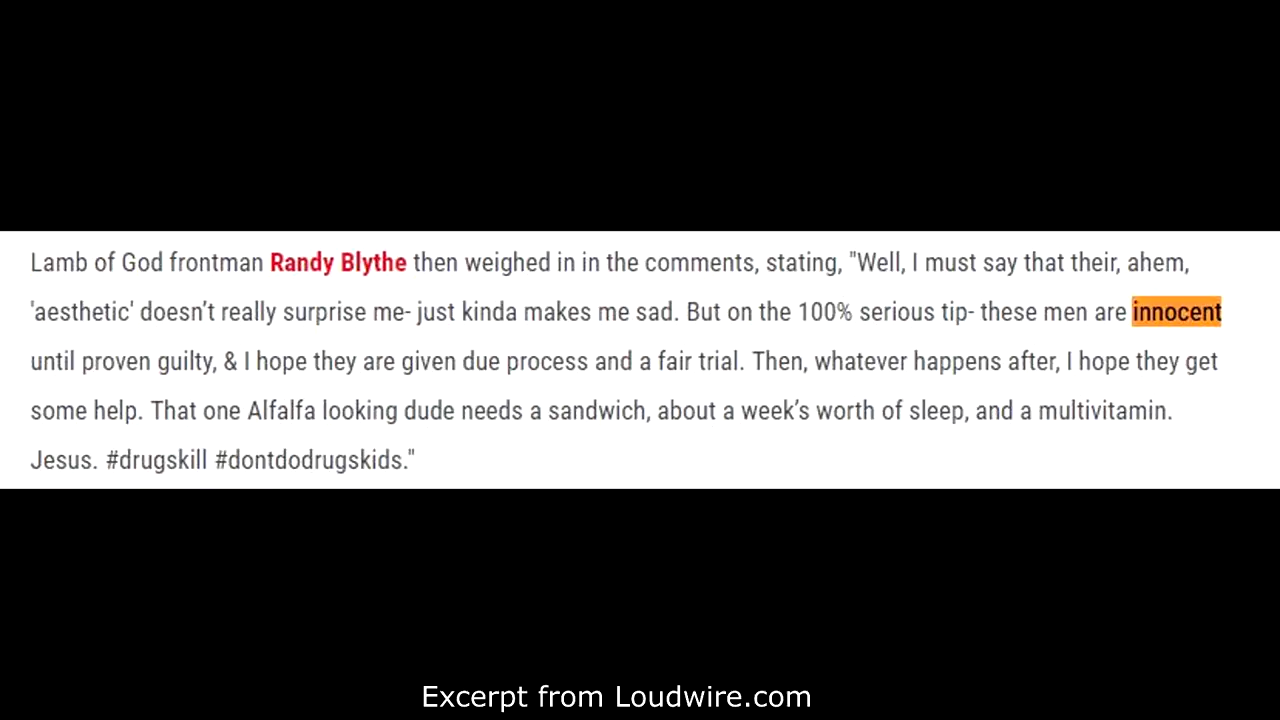 Lamb of God frontman Randy Blythe then weighed in in the comments, stating, "Well, I must say that their, ahem,
'aesthetic' doesn’t really surprise me- just kinda makes me sad. But on the 100% serious tip- these men are innocent
until proven guilty, & I hope they are given due process and a fair trial. Then, whatever happens after, I hope they get
some help. That one Alfalfa looking dude needs a sandwich, about a week’s worth of sleep, and a multivitamin.
Jesus. #drugskill #dontdodrugskids."
Excerpt from Loudwire.com